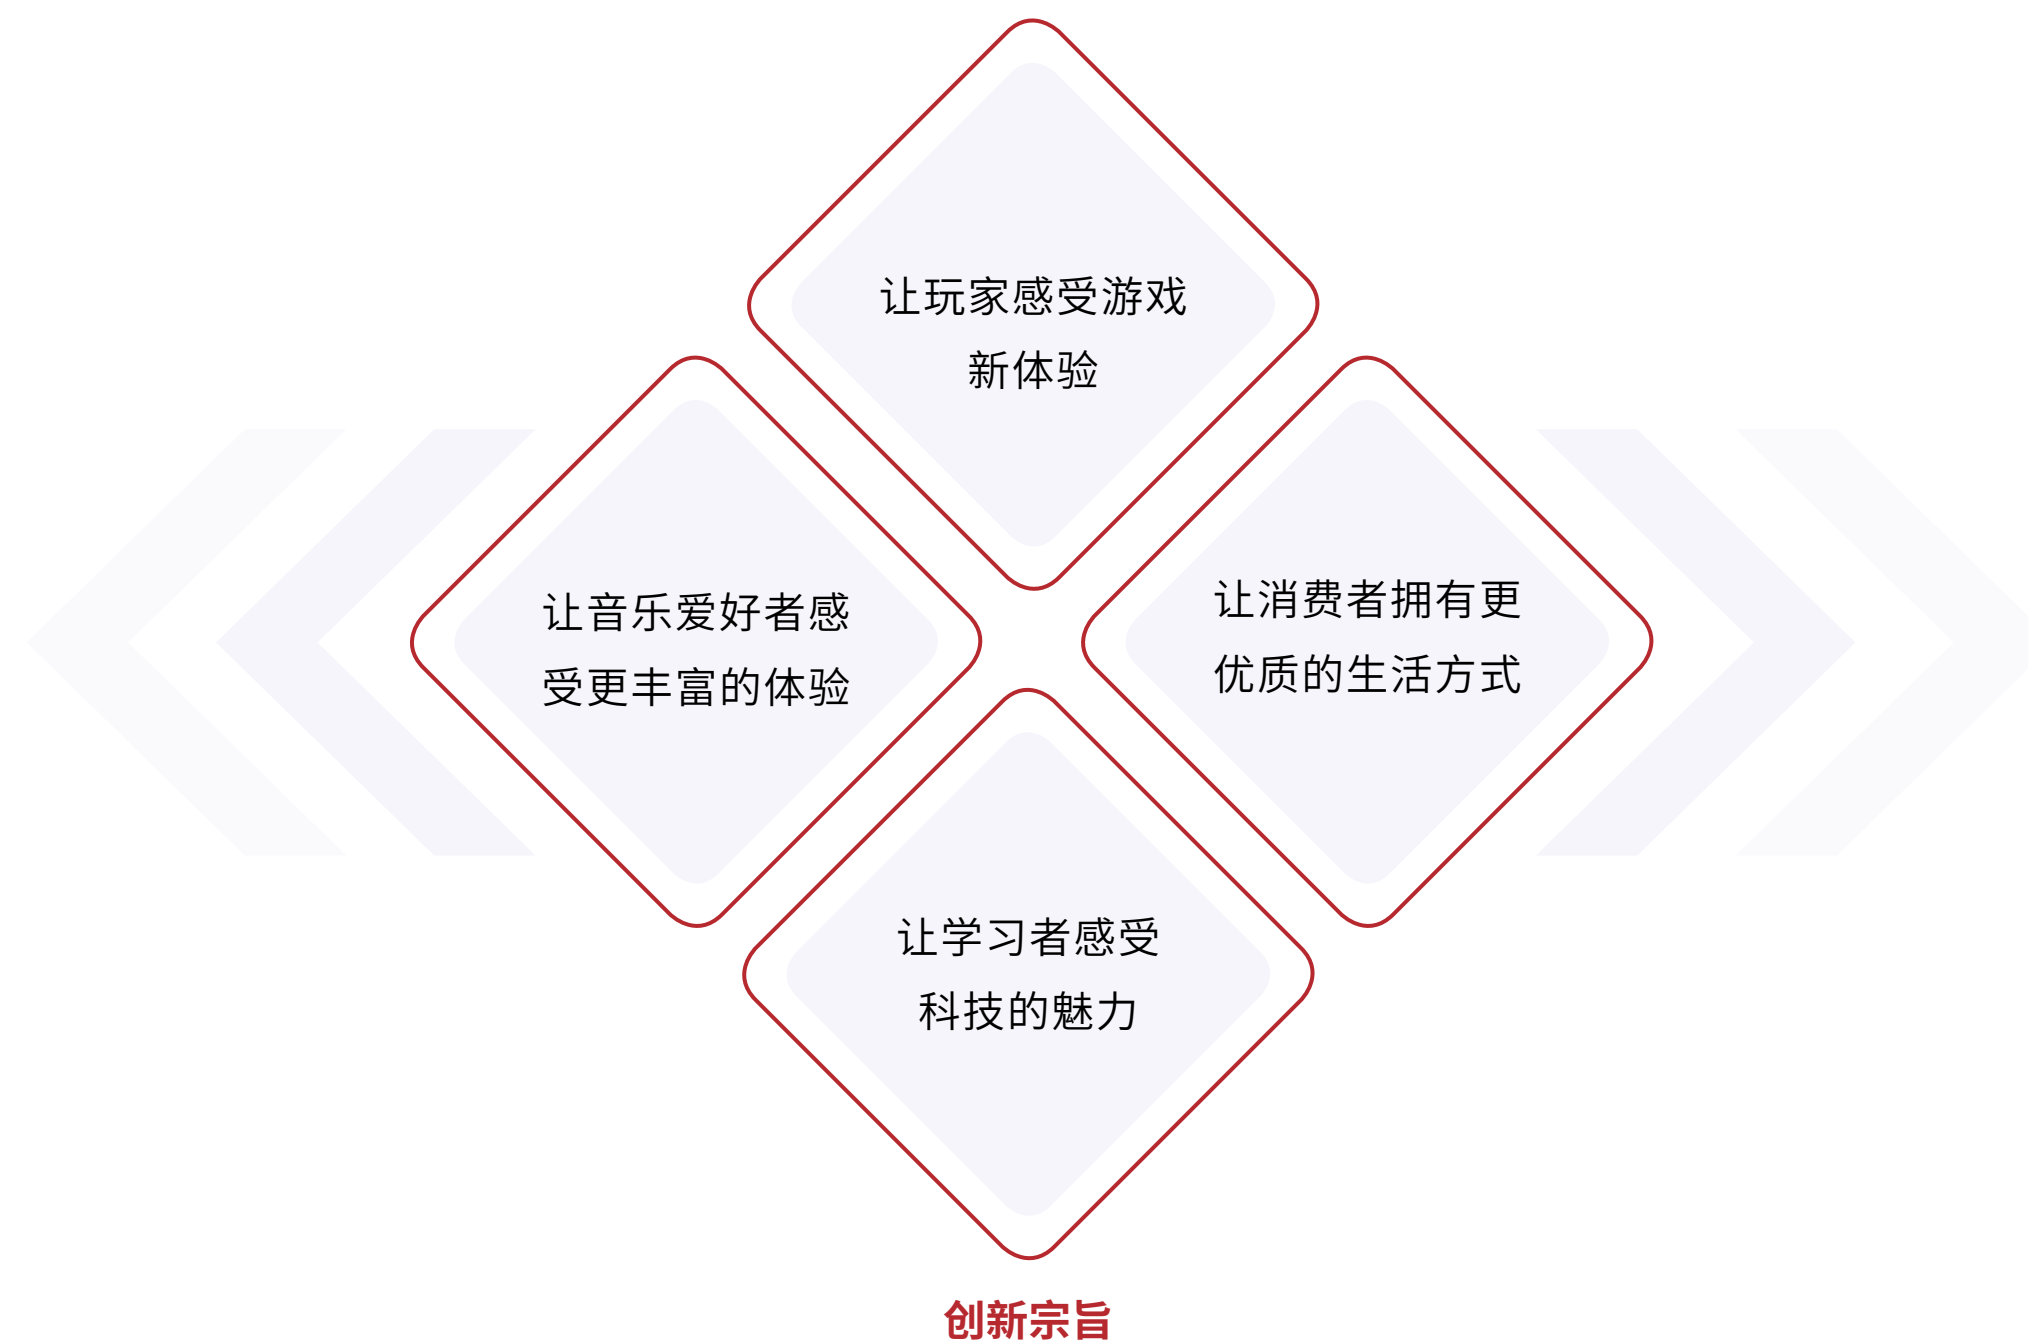 让玩家感受游戏
新体验
让音乐爱好者感
受更丰富的体验
让消费者拥有更
优质的生活方式
让学习者感受
科技的魅力
创新宗旨